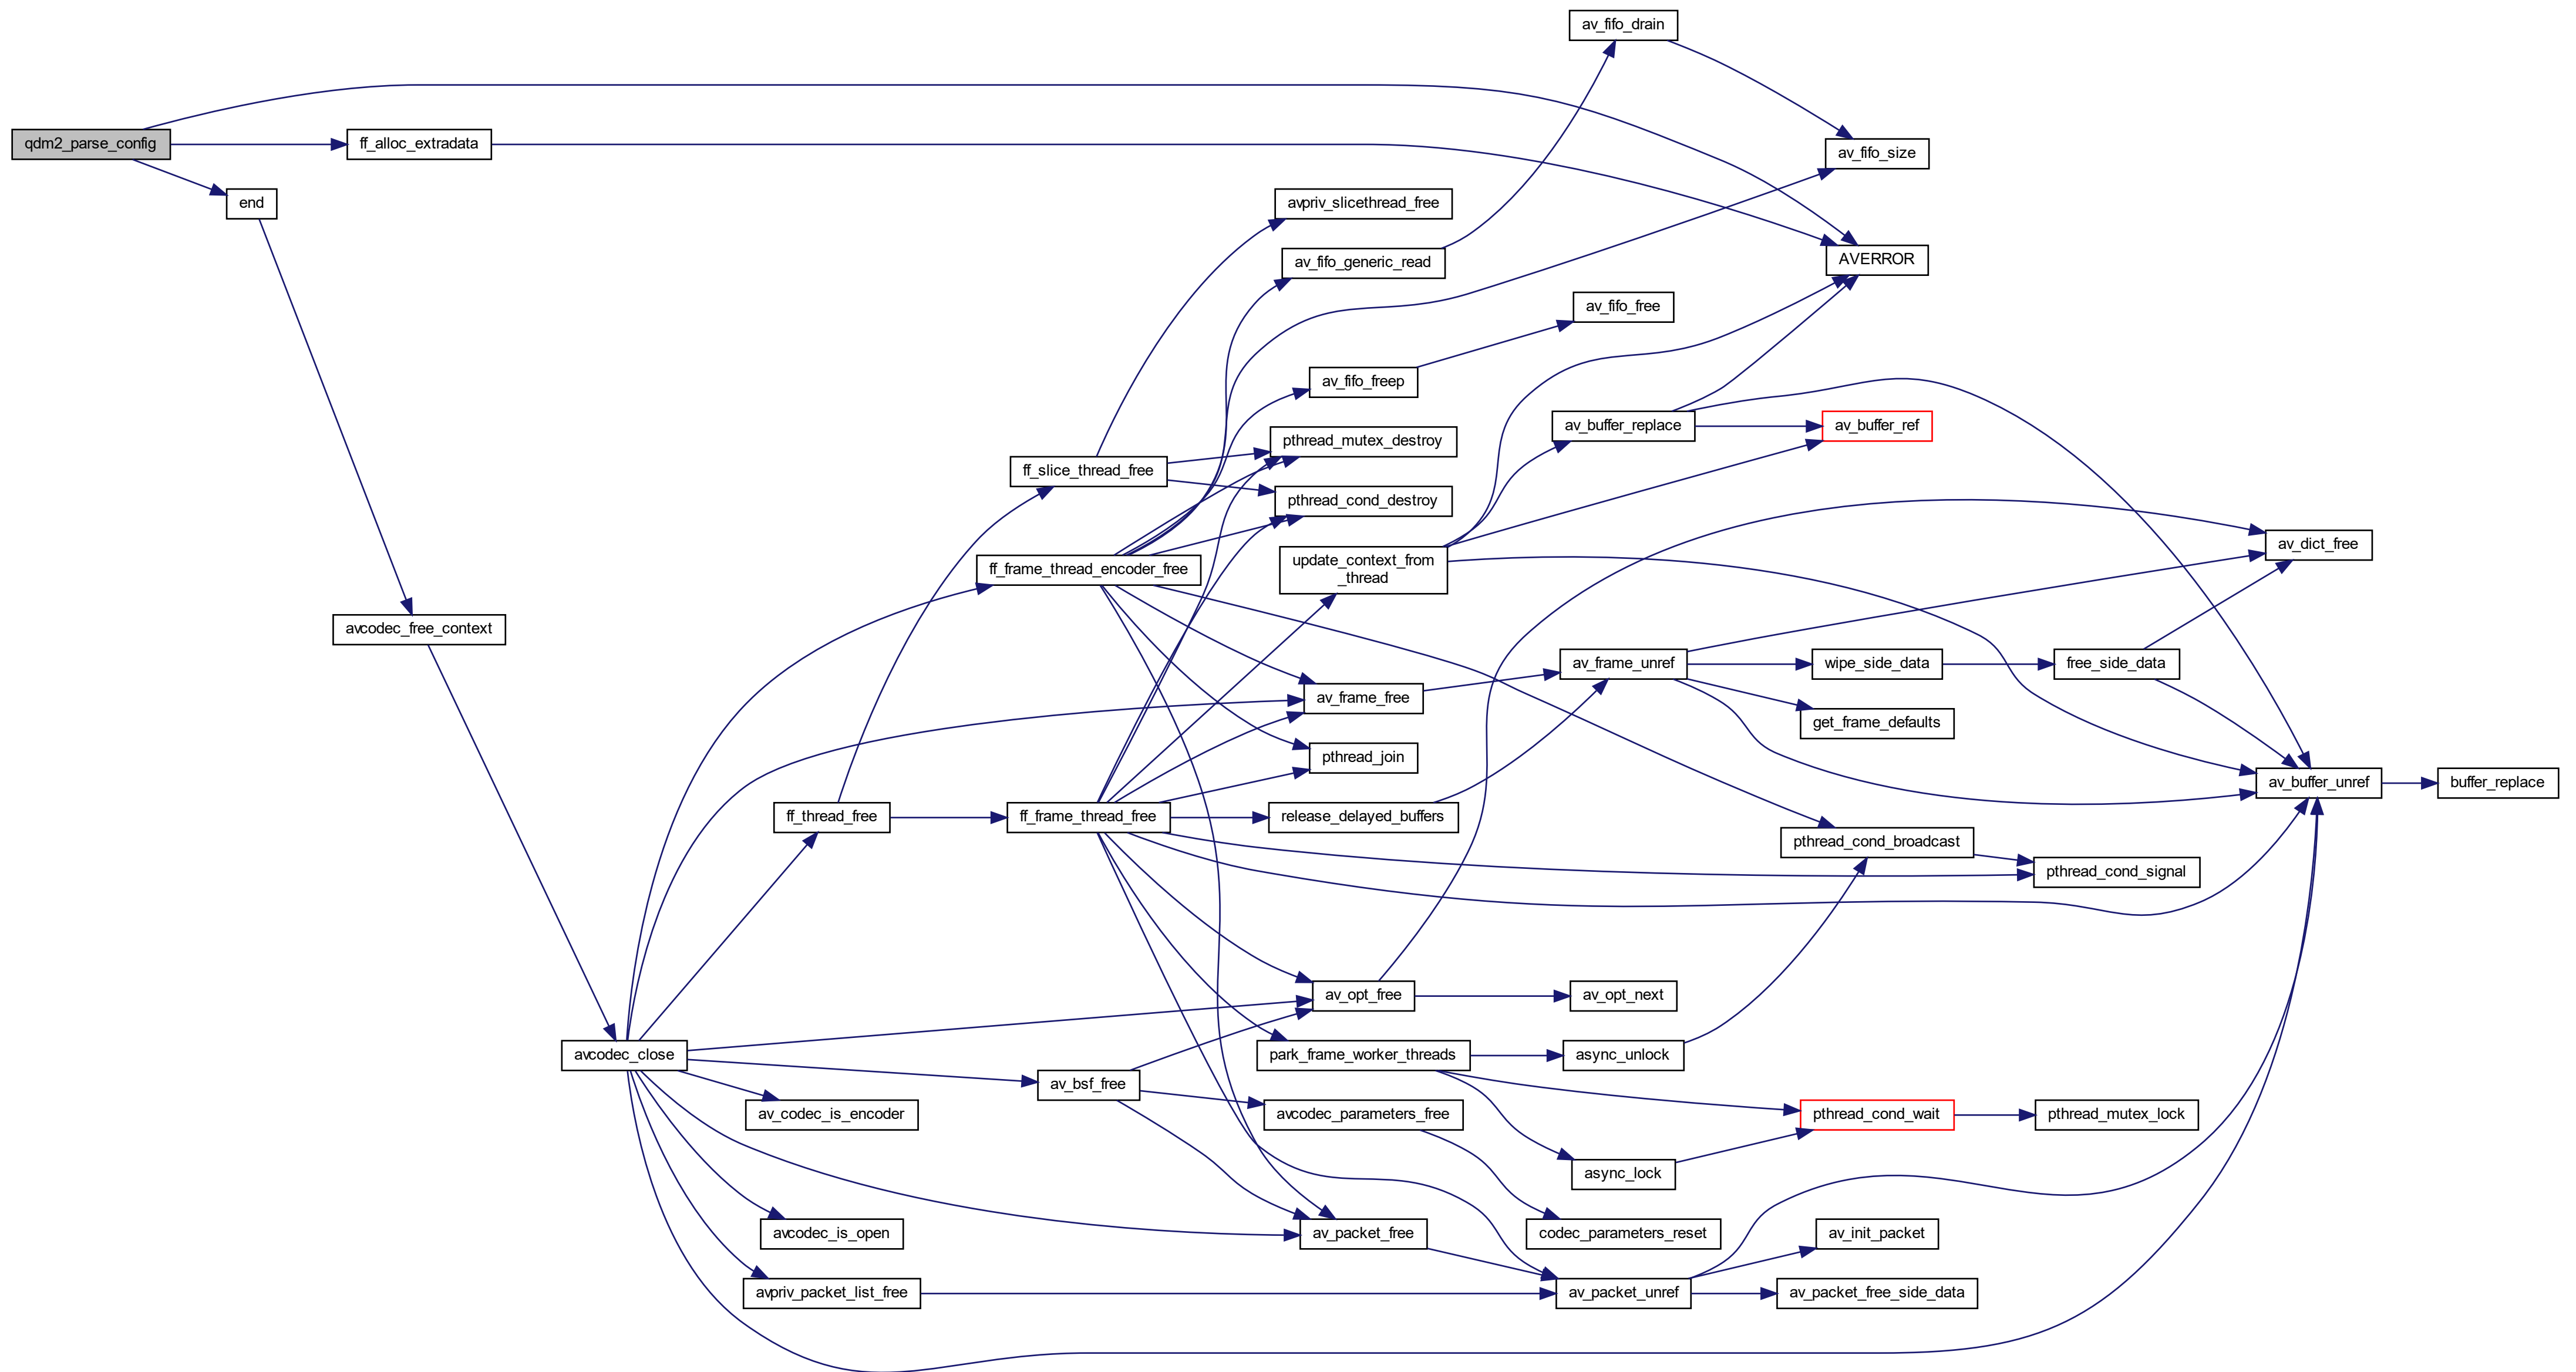 av_fifo_drain
qdm2_parse_config
ff_alloc_extradata
av_fifo_size
end
avpriv_slicethread_free
av_fifo_generic_read
AVERROR
av_fifo_free
av_fifo_freep
av_buffer_replace
av_buffer_ref
pthread_mutex_destroy
ff_slice_thread_free
pthread_cond_destroy
av_dict_free
update_context_from
_thread
ff_frame_thread_encoder_free
avcodec_free_context
av_frame_unref
wipe_side_data
free_side_data
av_frame_free
get_frame_defaults
pthread_join
av_buffer_unref
buffer_replace
ff_thread_free
ff_frame_thread_free
release_delayed_buffers
pthread_cond_broadcast
pthread_cond_signal
av_opt_free
av_opt_next
avcodec_close
park_frame_worker_threads
async_unlock
av_bsf_free
av_codec_is_encoder
avcodec_parameters_free
pthread_cond_wait
pthread_mutex_lock
async_lock
avcodec_is_open
av_packet_free
codec_parameters_reset
av_init_packet
avpriv_packet_list_free
av_packet_unref
av_packet_free_side_data